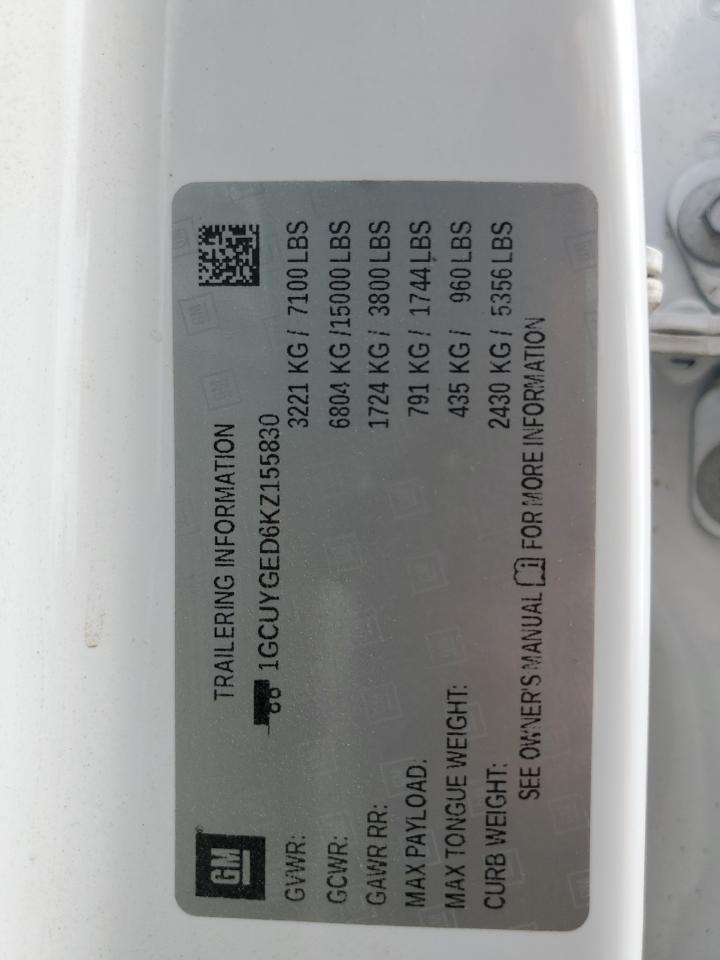 GM
TRAILERING INFORMATION
1GCUYGED6KZ155830
GVWR: 3221 KG / 7100 LBS
GCWR: 6804 KG /15000 LBS
GAWR RR: 1724 KG / 3800 LBS
MAX PAYLOAD: 791 KG / 1744 LBS
MAX TONGUE WEIGHT: 435 KG / 960 LBS
CURB WEIGHT: 2430 KG / 5356 LBS
SEE OWNER'S MANUAL FOR MORE INFORMATION